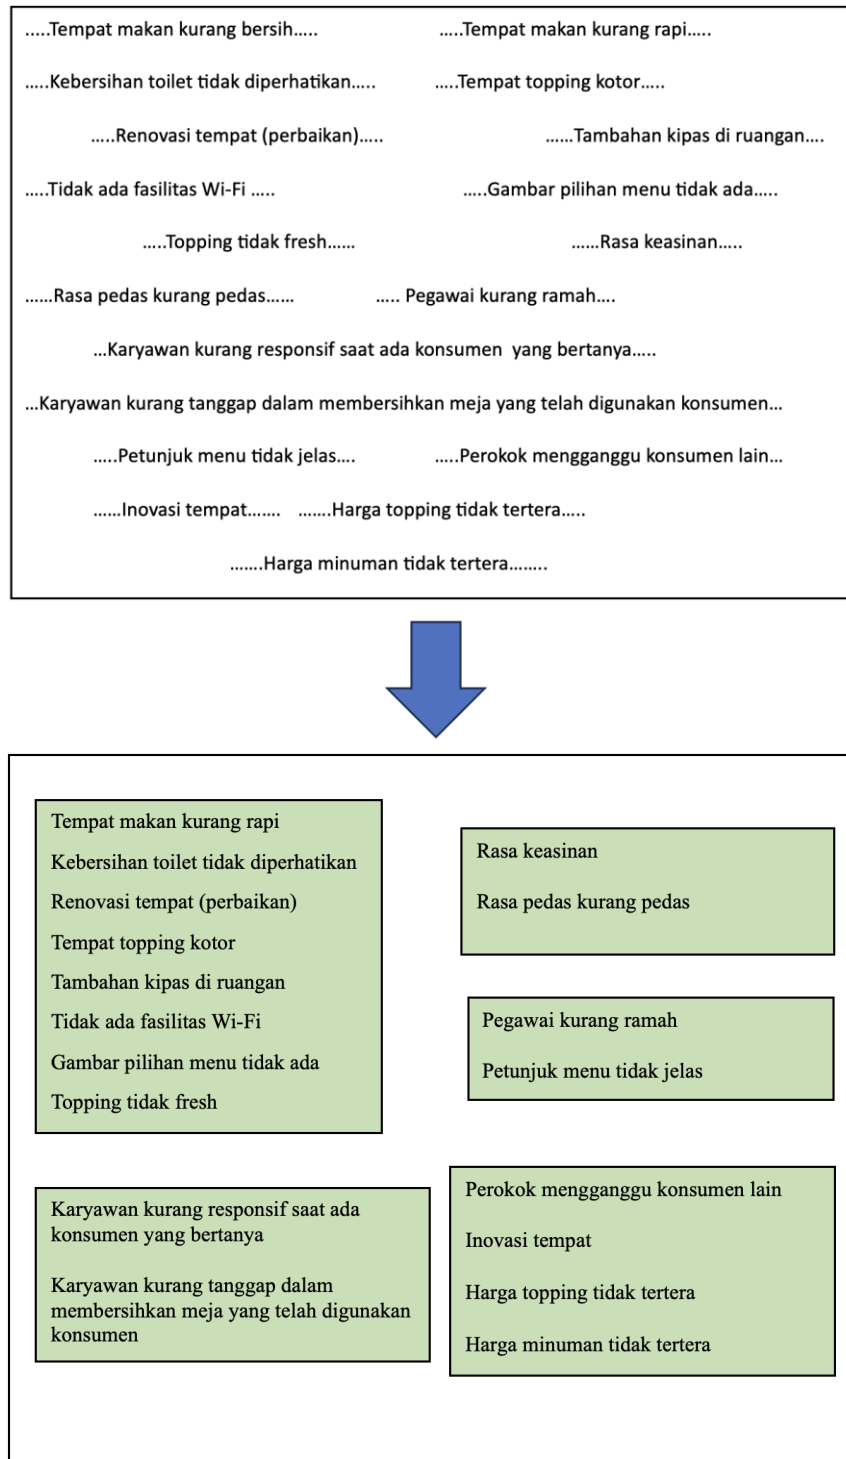 .....Tempat makan kurang bersih..... .....Tempat makan kurang rapi.....
.....Kebersihan toilet tidak diperhatikan..... .....Tempat topping kotor.....
.....Renovasi tempat (perbaikan)..... ......Tambahan kipas di ruangan....
.....Tidak ada fasilitas Wi-Fi ..... .....Gambar pilihan menu tidak ada.....
.....Topping tidak fresh...... ......Rasa keasinan.....
......Rasa pedas kurang pedas...... ..... Pegawai kurang ramah....
...Karyawan kurang responsif saat ada konsumen yang bertanya.....
...Karyawan kurang tanggap dalam membersihkan meja yang telah digunakan konsumen...
.....Petunjuk menu tidak jelas.... .....Perokok mengganggu konsumen lain...
......Inovasi tempat....... .......Harga topping tidak tertera.....
.......Harga minuman tidak tertera........
Tempat makan kurang rapi
Kebersihan toilet tidak diperhatikan
Renovasi tempat (perbaikan)
Tempat topping kotor
Tambahan kipas di ruangan
Tidak ada fasilitas Wi-Fi
Gambar pilihan menu tidak ada
Topping tidak fresh
Rasa keasinan
Rasa pedas kurang pedas
Pegawai kurang ramah
Petunjuk menu tidak jelas
Karyawan kurang responsif saat ada
konsumen yang bertanya
Karyawan kurang tanggap dalam
membersihkan meja yang telah digunakan
konsumen
Perokok mengganggu konsumen lain
Inovasi tempat
Harga topping tidak tertera
Harga minuman tidak tertera